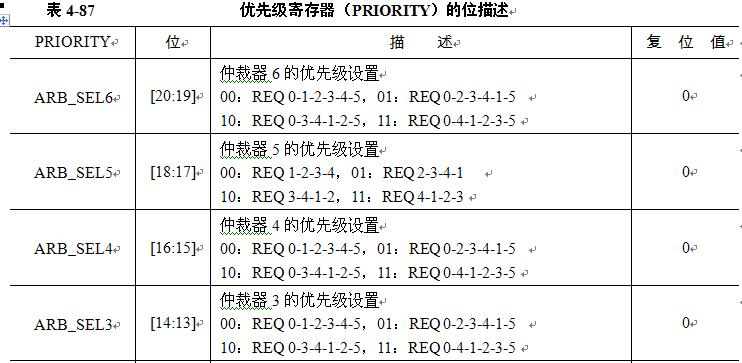 表 4-87 优先级寄存器（PRIORITY）的位描述
PRIORITY 位 描 述 复 位 值
ARB_SEL6 [20:19] 仲裁器 6 的优先级设置
00：REQ 0-1-2-3-4-5，01：REQ 0-2-3-4-1-5
10：REQ 0-3-4-1-2-5，11：REQ 0-4-1-2-3-5
0
ARB_SEL5 [18:17] 仲裁器 5 的优先级设置
00：REQ 1-2-3-4，01：REQ 2-3-4-1
10：REQ 3-4-1-2，11：REQ 4-1-2-3
0
ARB_SEL4 [16:15] 仲裁器 4 的优先级设置
00：REQ 0-1-2-3-4-5，01：REQ 0-2-3-4-1-5
10：REQ 0-3-4-1-2-5，11：REQ 0-4-1-2-3-5
0
ARB_SEL3 [14:13] 仲裁器 3 的优先级设置
00：REQ 0-1-2-3-4-5，01：REQ 0-2-3-4-1-5
10：REQ 0-3-4-1-2-5，11：REQ 0-4-1-2-3-5
0